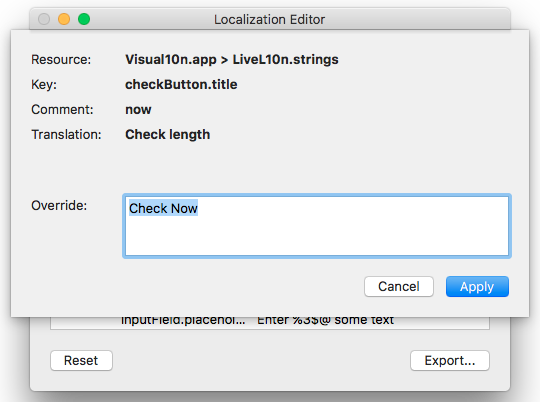 Localization Editor
Resource: Visual10n.app > LiveL10n.strings
Key: checkButton.title
Comment: now
Translation: Check length
Override: Check Now
Cancel Apply
inputField.placehol... Enter %3$@ some text
Reset Export...